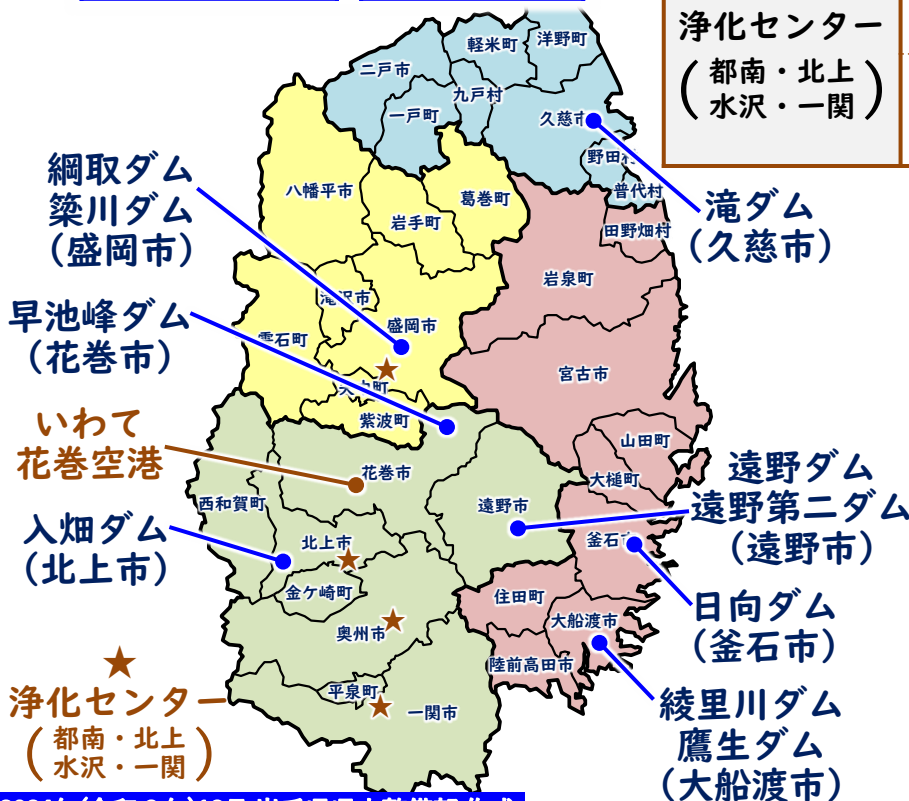 浄化センター
(都南・北上
水沢・一関)
洋野町
軽米町
二戸市
九戸村
一戸町
久慈市
野田村
普代村
八幡平市
葛巻町
岩手町
田野畑村
綱取ダム
簗川ダム
(盛岡市)
滝ダム
(久慈市)
岩泉町
滝沢市
早池峰ダム
(花巻市)
盛岡市
雫石町
宮古市
紫波町
いわて
花巻空港
山田町
花巻市
大槌町
遠野ダム
遠野第二ダム
(遠野市)
西和賀町
遠野市
入畑ダム
(北上市)
北上市
釜石市
金ケ崎町
住田町
日向ダム
(釜石市)
大船渡市
奥州市
陸前高田市
★
浄化センター
(都南・北上
水沢・一関)
平泉町
一関市
綾里川ダム
鷹生ダム
(大船渡市)